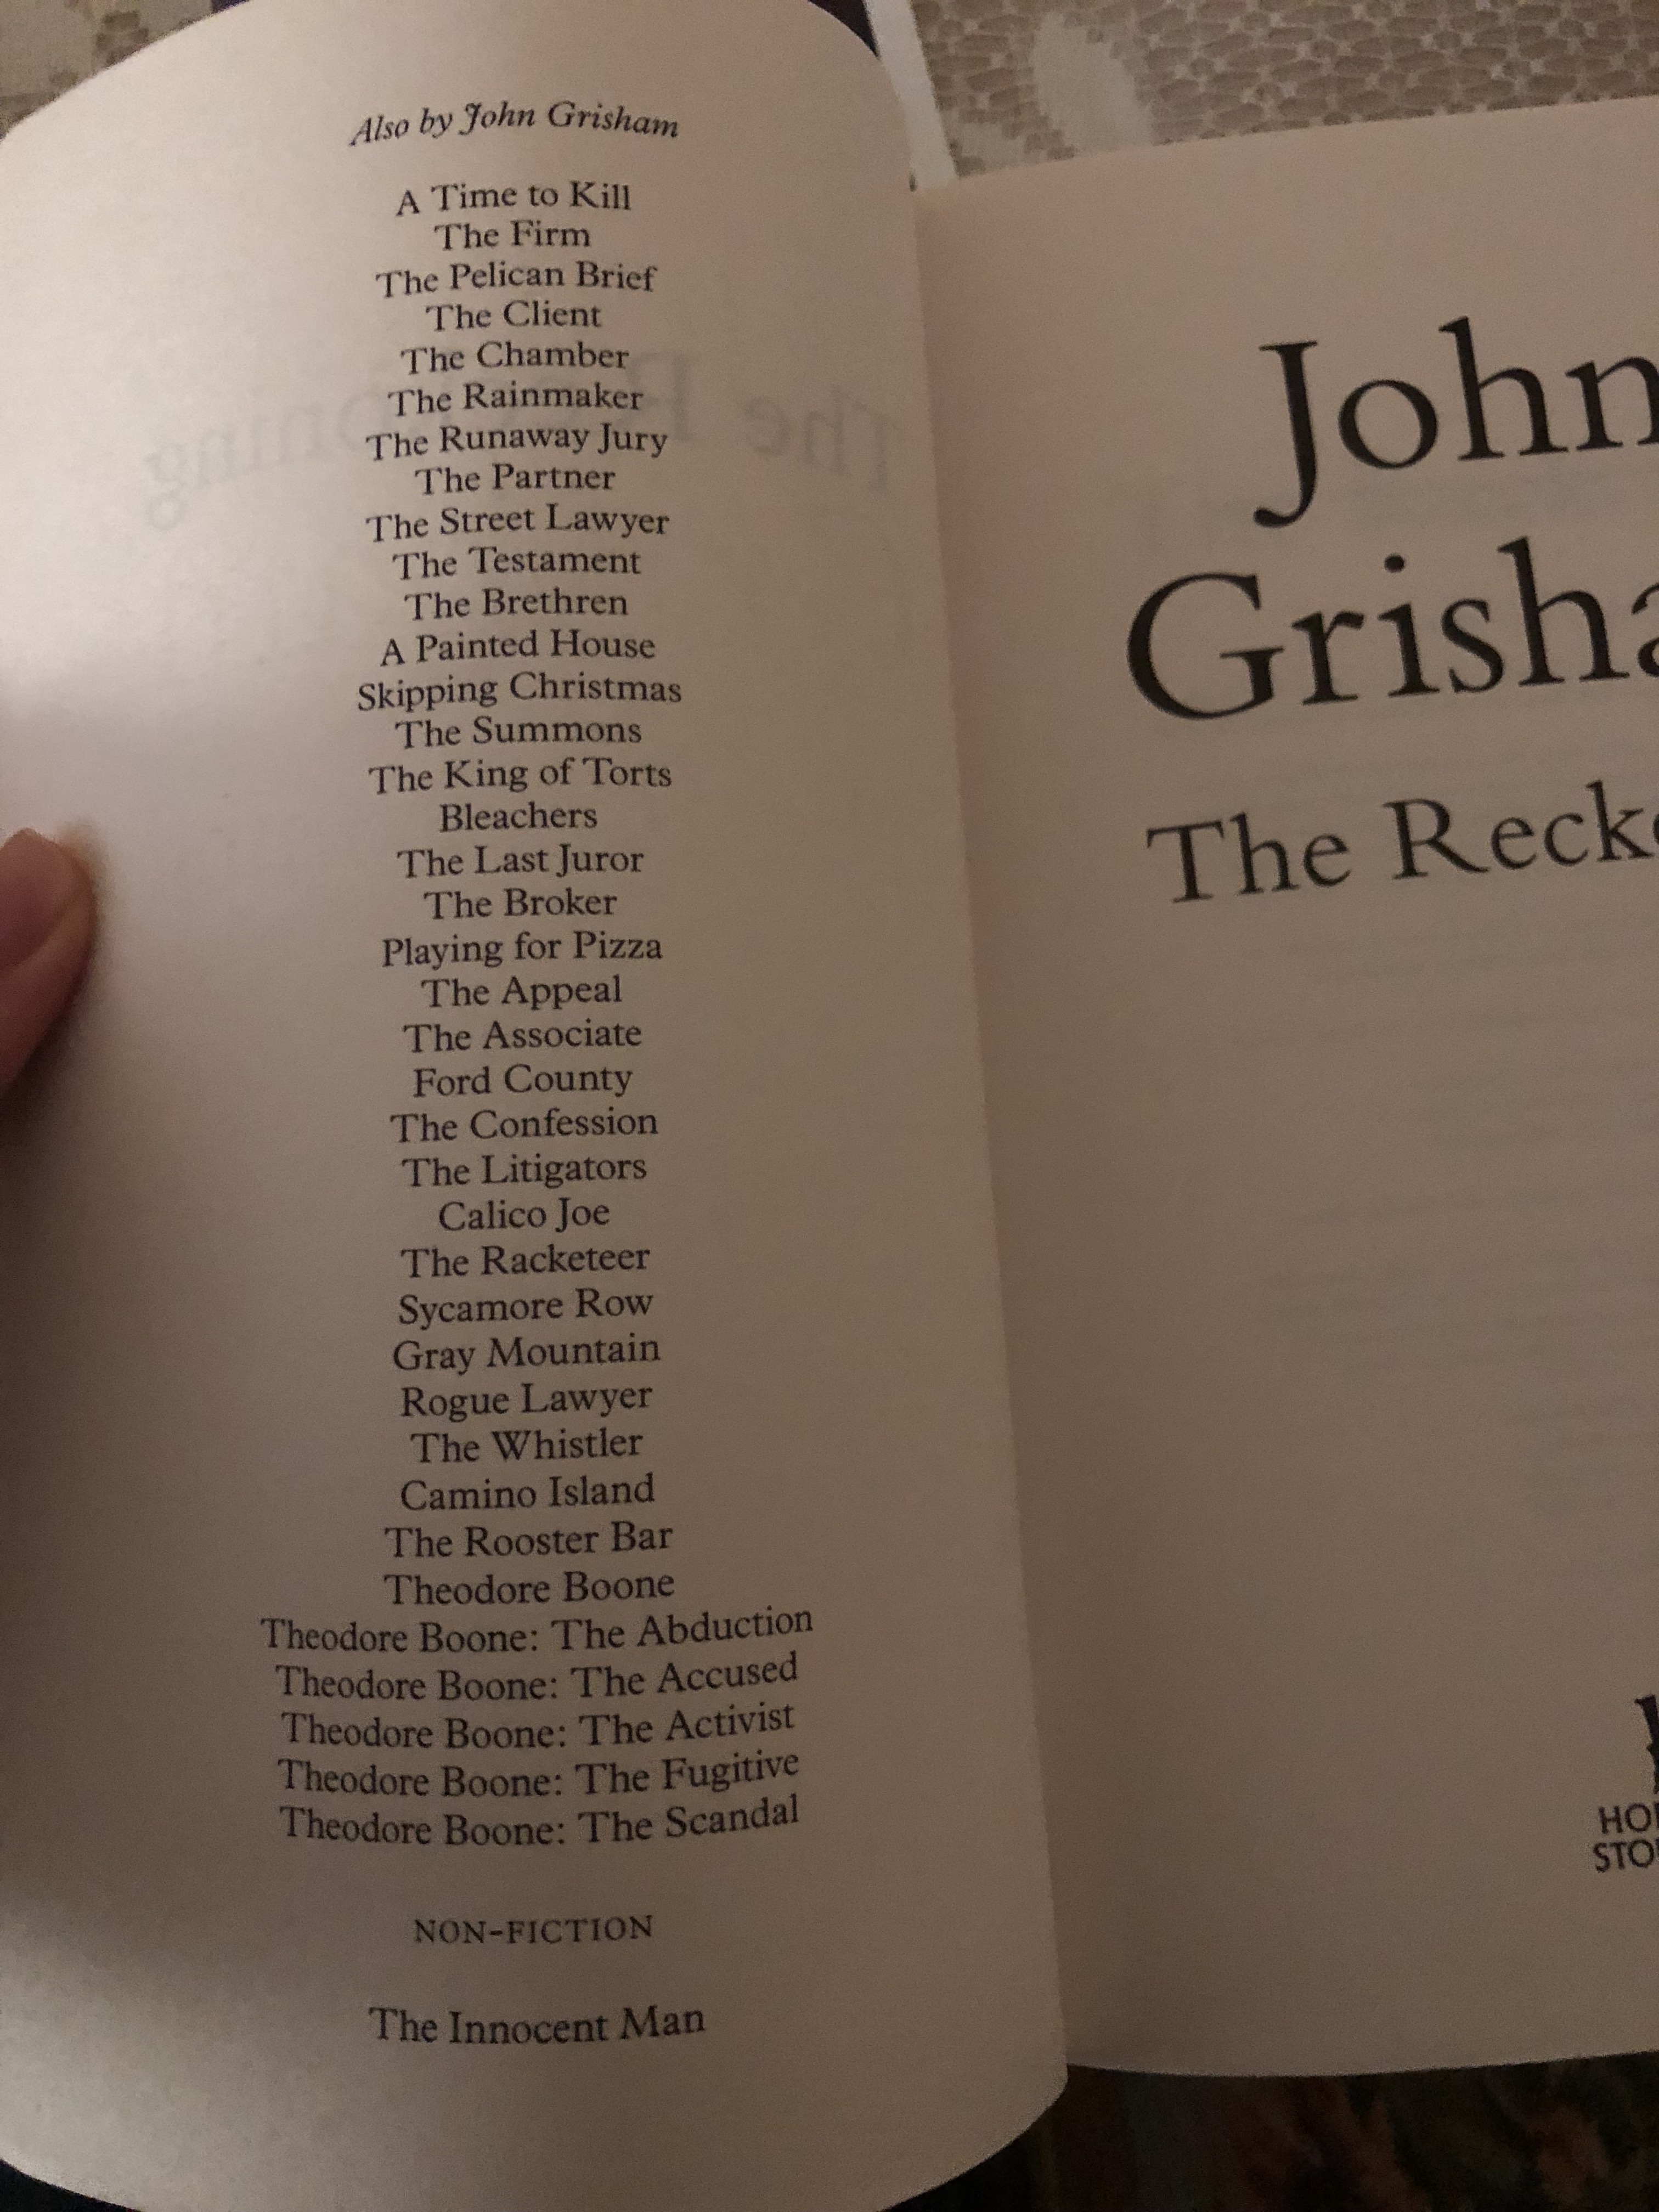 Also by John Grisham
A Time to Kill
The Firm
The Pelican Brief
The Client
The Chamber
The Rainmaker
The Runaway Jury
The Partner
The Street Lawyer
The Testament
The Brethren
A Painted House
Skipping Christmas
The Summons
The King of Torts
Bleachers
The Last Juror
The Broker
Playing for Pizza
The Appeal
The Associate
Ford County
The Confession
The Litigators
Calico Joe
The Racketeer
Sycamore Row
Gray Mountain
Rogue Lawyer
The Whistler
Camino Island
The Rooster Bar
Theodore Boone
Theodore Boone: The Abduction
Theodore Boone: The Accused
Theodore Boone: The Activist
Theodore Boone: The Fugitive
Theodore Boone: The Scandal
NON-FICTION
The Innocent Man
John
Grisha
The Recko
HO
STO